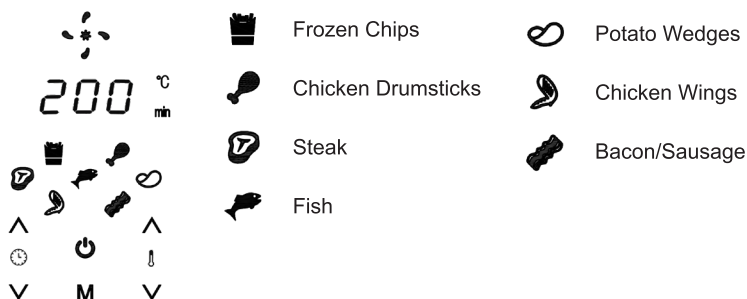 200
°C
min
M
Frozen Chips
Chicken Drumsticks
Steak
Fish
Potato Wedges
Chicken Wings
Bacon/Sausage